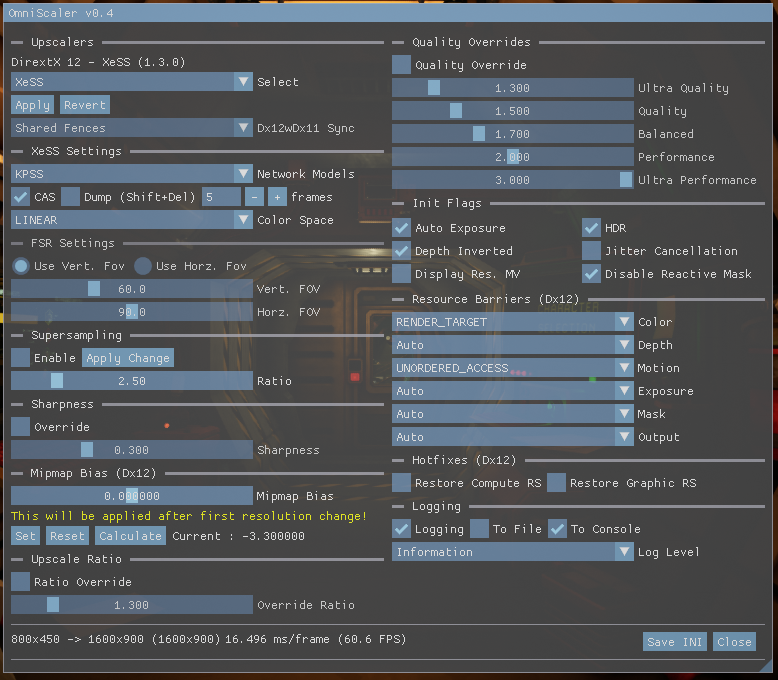 OmniScaler v0.4
Upscalers
DirextX 12 - XeSS (1.3.0)
XeSS Select
Apply Revert
Shared Fences Dx12wDx11 Sync
XeSS Settings
KPSS Network Models
CAS Dump (Shift+Del) 5 - + frames
LINEAR Color Space
FSR Settings
Use Vert. Fov Use Horz. Fov
60.0 Vert. FOV
90.0 Horz. FOV
Supersampling
Enable Apply Change
2.50 Ratio
Sharpness
Override
0.300 Sharpness
Mipmap Bias (Dx12)
0.000000 Mipmap Bias
This will be applied after first resolution change!
Set Reset Calculate Current : -3.300000
Upscale Ratio
Ratio Override
1.300 Override Ratio
Quality Overrides
Quality Override
1.300 Ultra Quality
1.500 Quality
1.700 Balanced
2.000 Performance
3.000 Ultra Performance
Init Flags
Auto Exposure HDR
Depth Inverted Jitter Cancellation
Display Res. MV Disable Reactive Mask
Resource Barriers (Dx12)
RENDER_TARGET Color
Auto Depth
UNORDERED_ACCESS Motion
Auto Exposure
Auto Mask
Auto Output
Hotfixes (Dx12)
Restore Compute RS Restore Graphic RS
Logging
Logging To File To Console
Information Log Level
800x450 -> 1600x900 (1600x900) 16.496 ms/frame (60.6 FPS)
Save INI Close